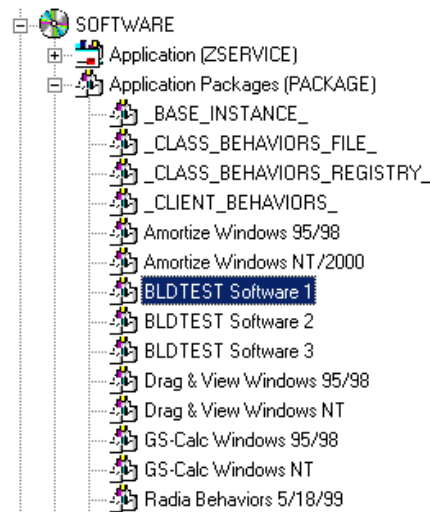 SOFTWARE
Application (ZSERVICE)
Application Packages (PACKAGE)
_BASE_INSTANCE_
_CLASS_BEHAVIORS_FILE_
_CLASS_BEHAVIORS_REGISTRY_
_CLIENT_BEHAVIORS_
Amortize Windows 95/98
Amortize Windows NT/2000
BLDTEST Software 1
BLDTEST Software 2
BLDTEST Software 3
Drag & View Windows 95/98
Drag & View Windows NT
GS-Calc Windows 95/98
GS-Calc Windows NT
Radia Behaviors 5/18/99